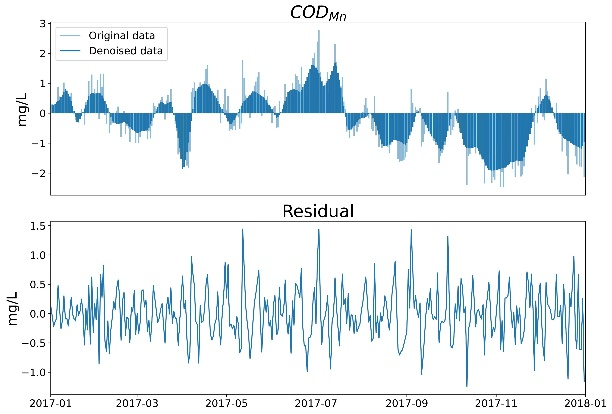 COD_Mn
mg/L
3
2
1
0
−1
−2
Original data
Denoised data
Residual
mg/L
1.5
1.0
0.5
0.0
−0.5
−1.0
2017-01 2017-03 2017-05 2017-07 2017-09 2017-11 2018-01